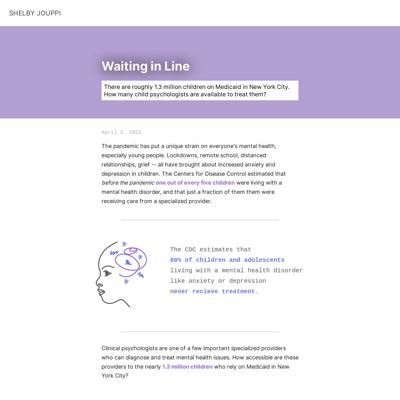 SHELBY JOUPPI
Waiting in Line
There are roughly 1.3 million children on Medicaid in New York City.
How many child psychologists are available to treat them?
April 5, 2022
The pandemic has put a unique strain on everyone's mental health,
especially young people. Lockdowns, remote school, distanced
relationships, grief -- all have brought about increased anxiety and
depression in children. The Centers for Disease Control estimated that
before the pandemic one out of every five children were living with a
mental health disorder, and that just a fraction of them them were
receiving care from a specialized provider.
The CDC estimates that
80% of children and adolescents
living with a mental health disorder
like anxiety or depression
never recieve treatment.
Clinical psychologists are one of a few important specialized providers
who can diagnose and treat mental health issues. How accessible are these
providers to the nearly 1.3 million children who rely on Medicaid in New
York City?